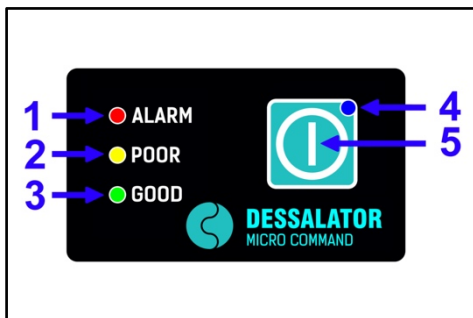 1 ALARM 4
2 POOR 5
3 GOOD
DESSALATOR
MICRO COMMAND